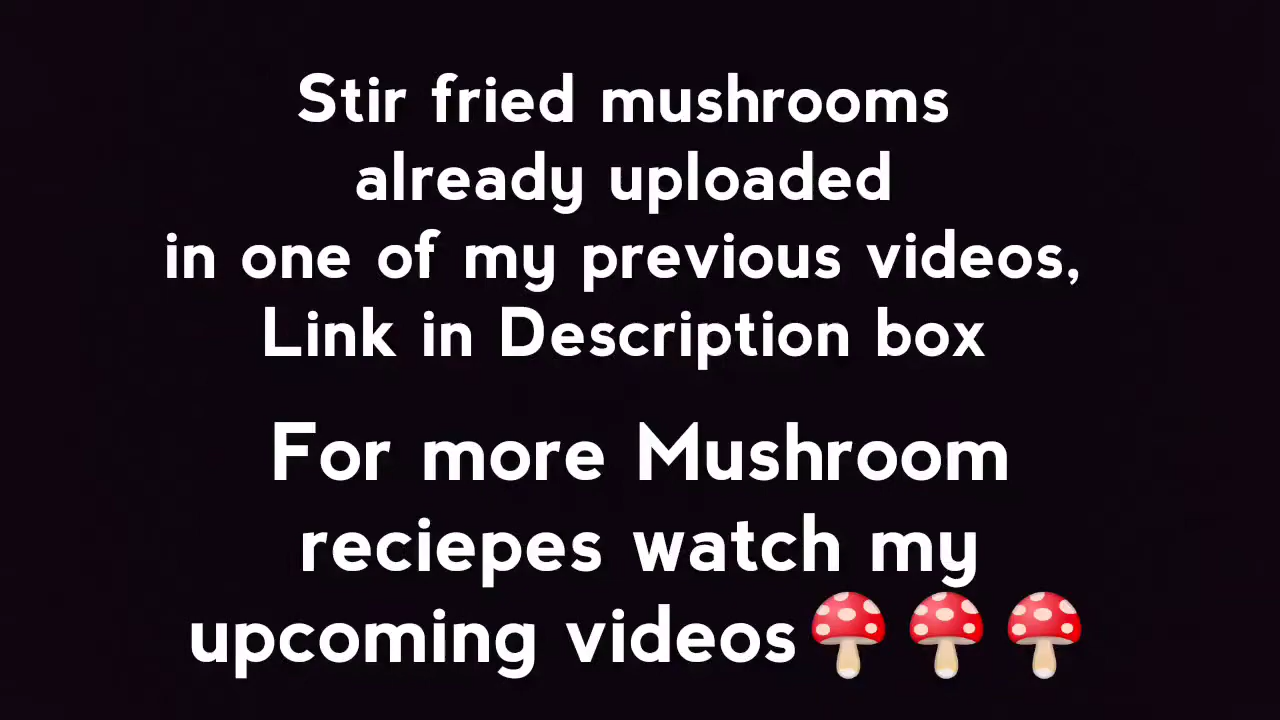 Stir fried mushrooms
already uploaded
in one of my previous videos,
Link in Description box
For more Mushroom
reciepes watch my
upcoming videos🍄🍄🍄